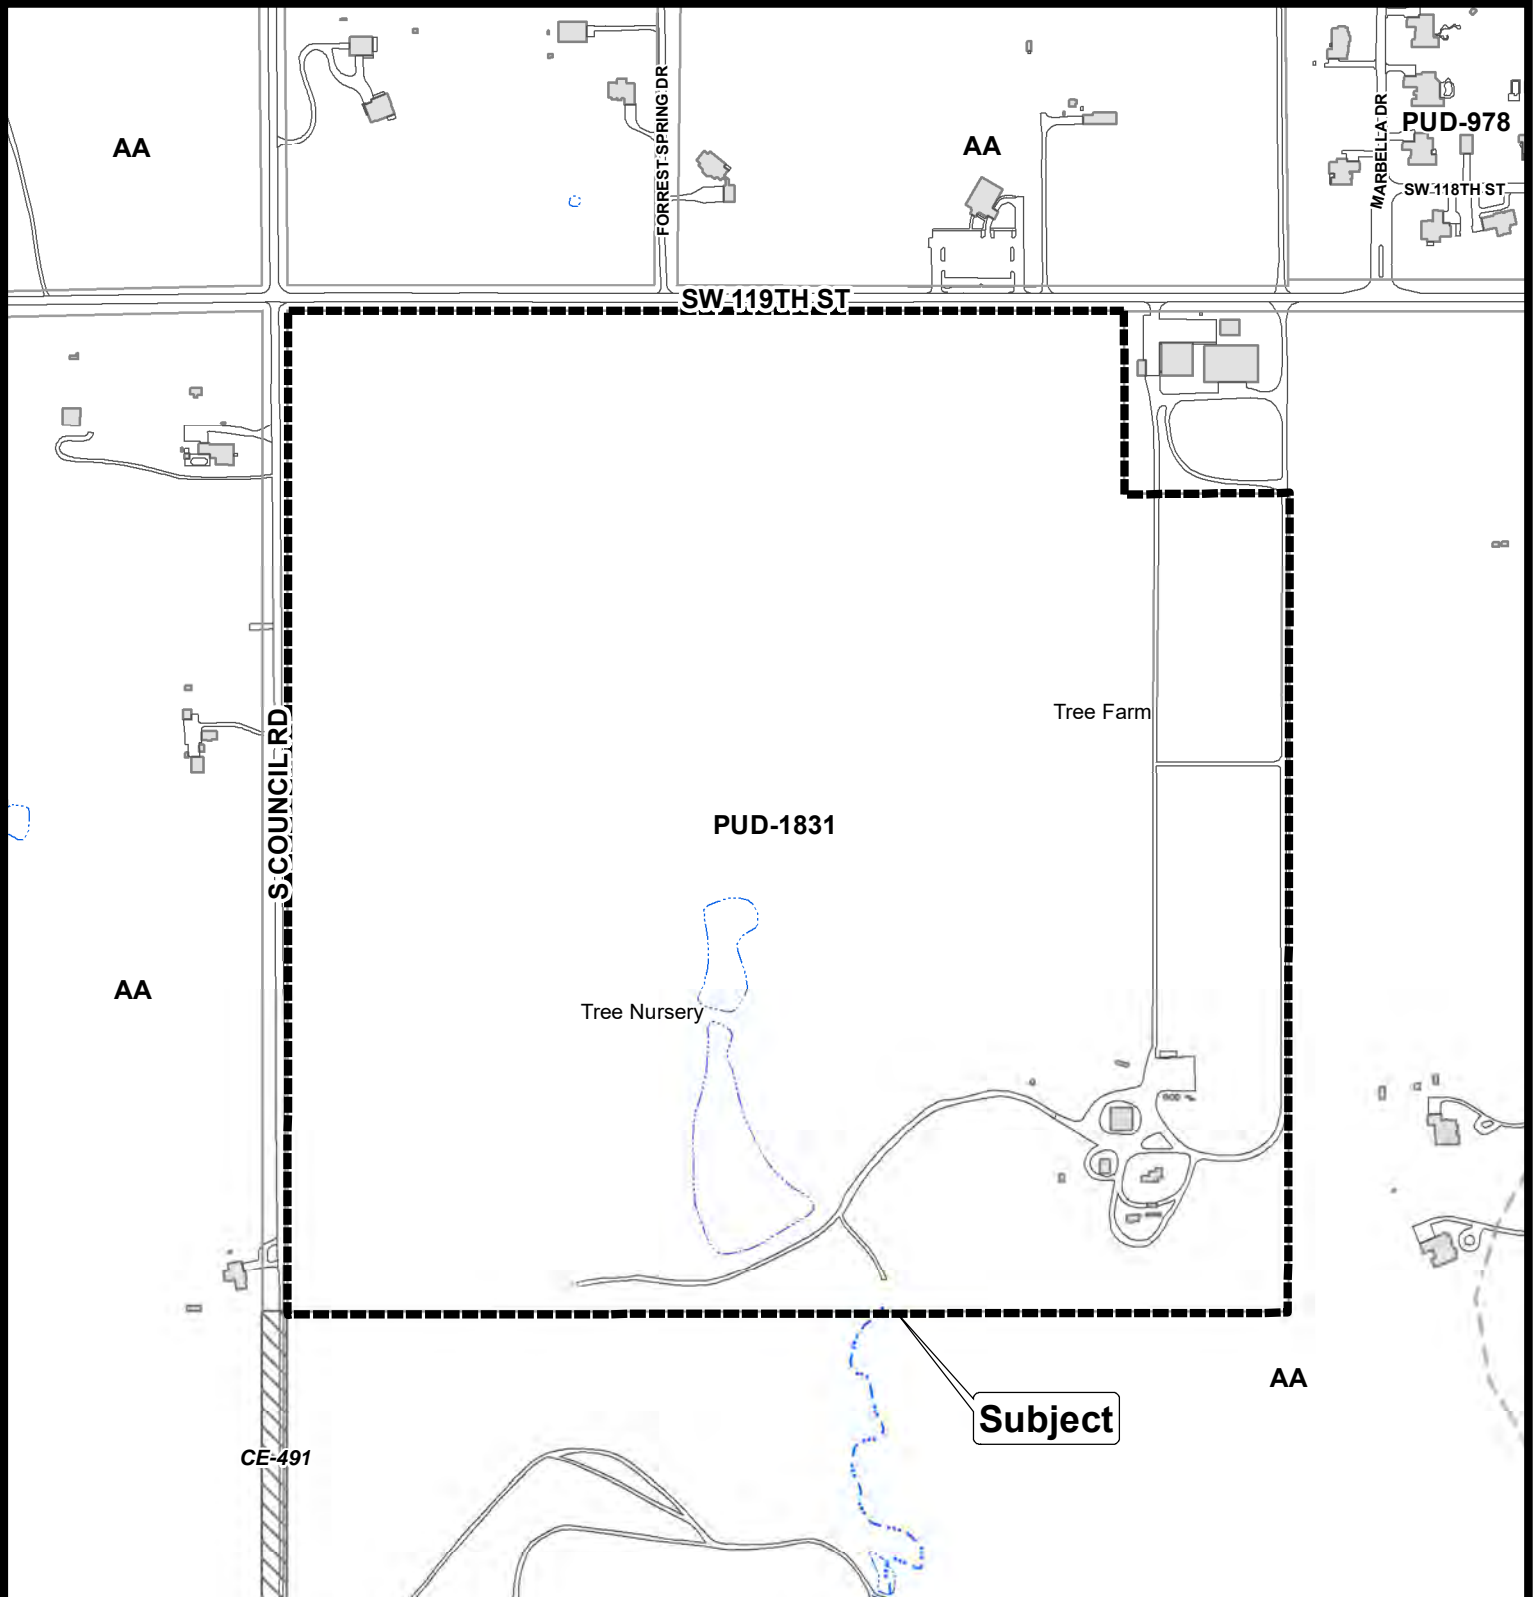 FORREST SPRING DR
MARBELLA DR
PUD-978
AA
AA
SW 118TH ST
SW 119TH ST
Tree Farm
S COUNCIL RD
PUD-1831
AA
Tree Nursery
AA
Subject
CE-491